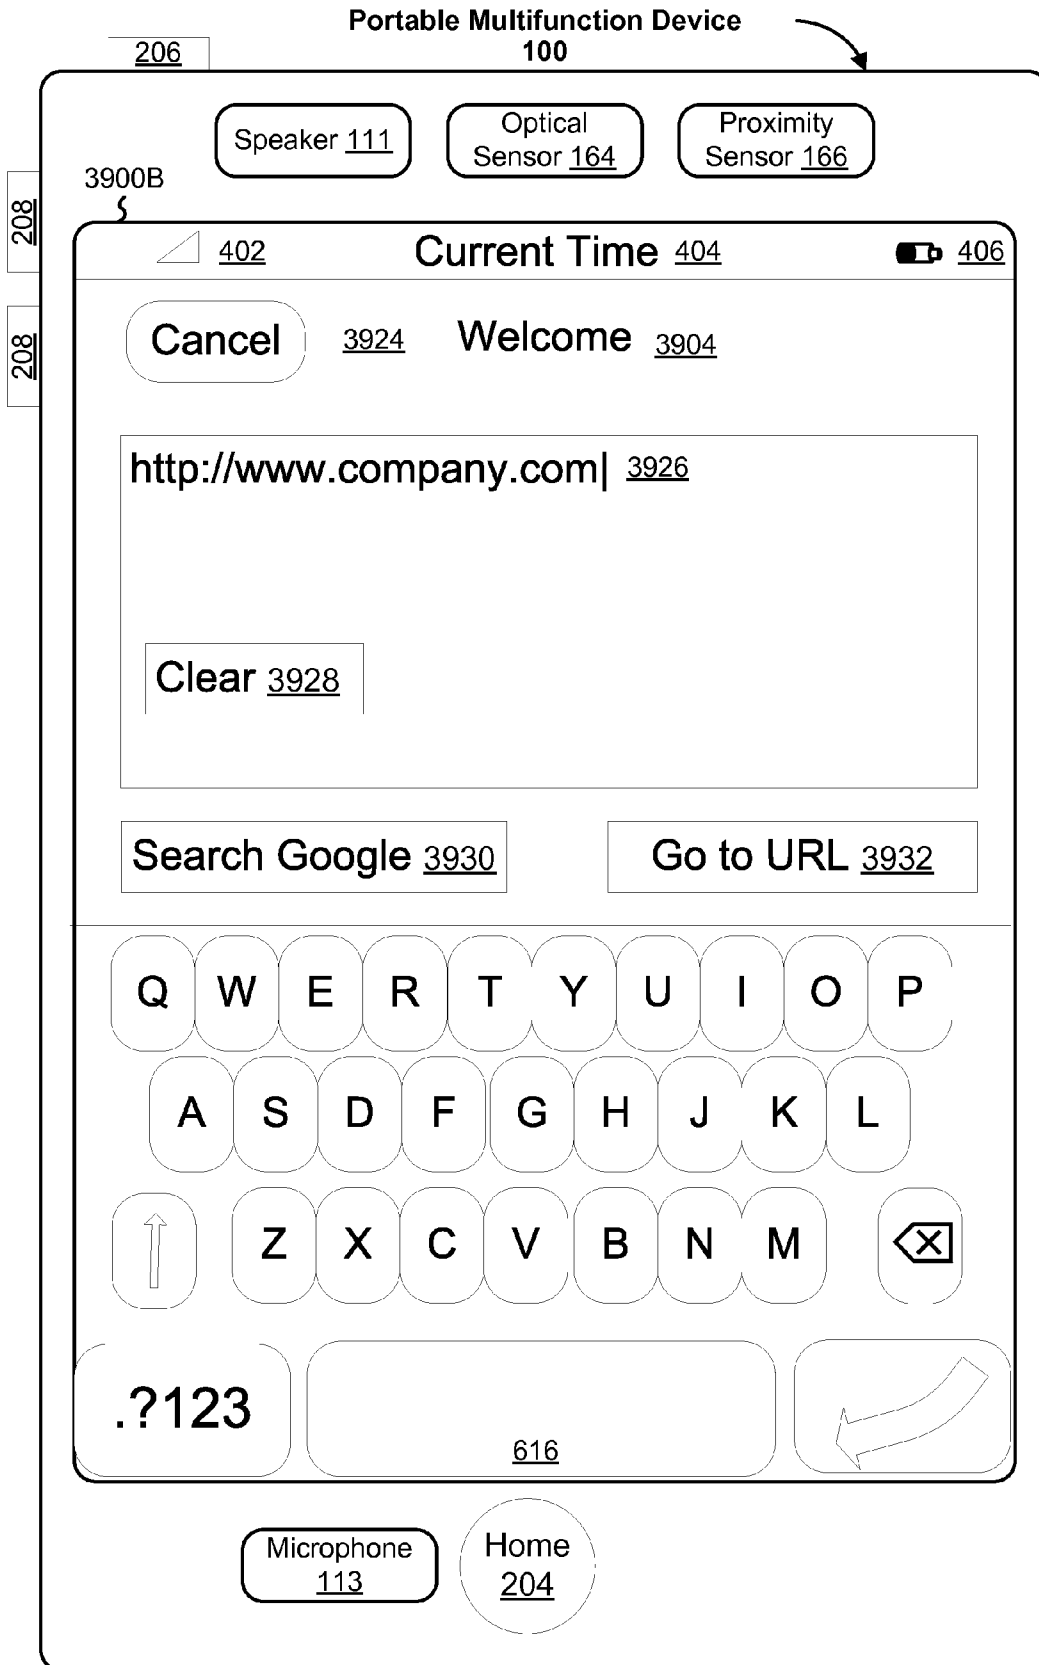 Portable Multifunction Device
100
206
Speaker 111
Optical
Sensor 164
Proximity
Sensor 166
3900B
208
208
402
Current Time 404
406
Cancel 3924
Welcome 3904
http://www.company.com| 3926
Clear 3928
Search Google 3930
Go to URL 3932
Q W E R T Y U I O P
A S D F G H J K L
Z X C V B N M
.?123
616
Microphone
113
Home
204